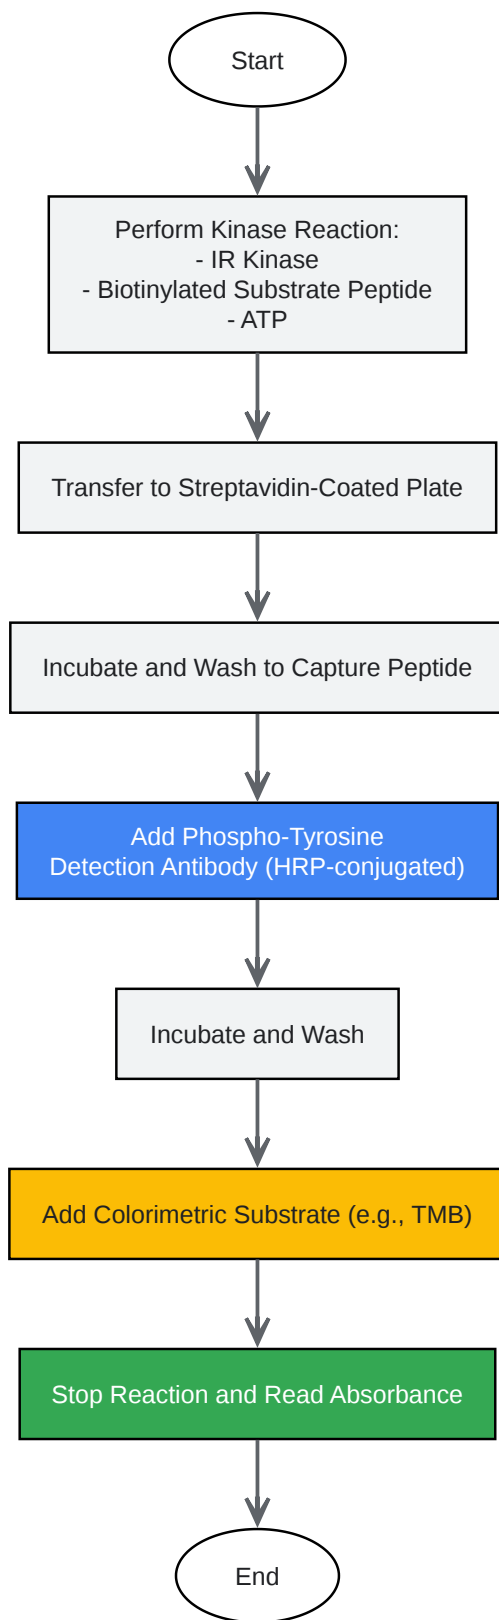 Start
Perform Kinase Reaction:
- IR Kinase
- Biotinylated Substrate Peptide
- ATP
Transfer to Streptavidin-Coated Plate
Incubate and Wash to Capture Peptide
Add Phospho-Tyrosine
Detection Antibody (HRP-conjugated)
Incubate and Wash
Add Colorimetric Substrate (e.g., TMB)
Stop Reaction and Read Absorbance
End